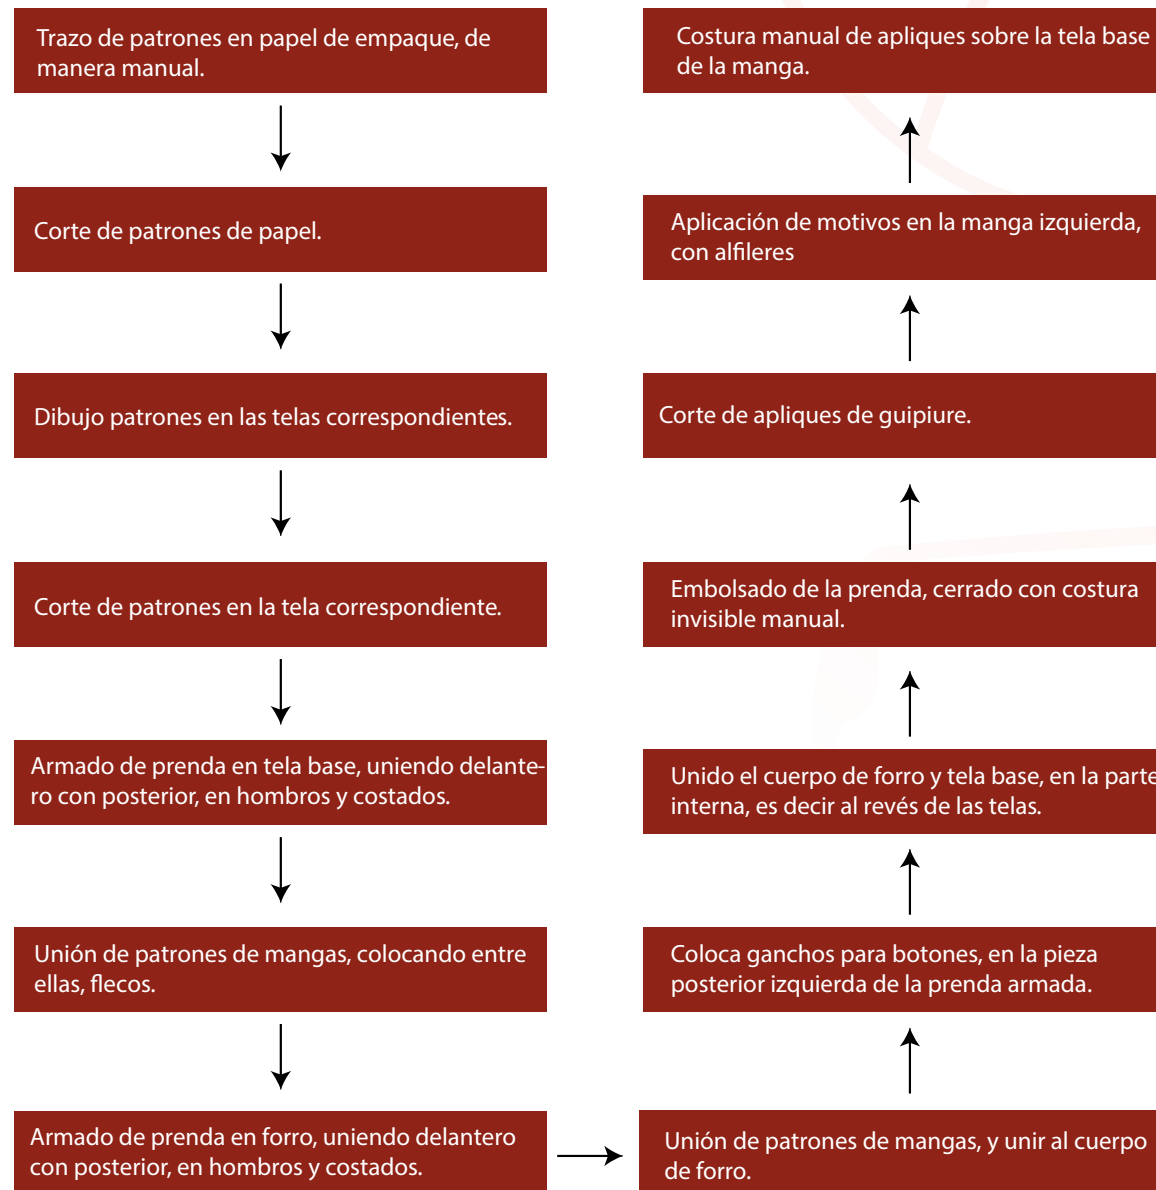 Trazo de patrones en papel de empaque, de
manera manual.
Corte de patrones de papel.
Dibujo patrones en las telas correspondientes.
Corte de patrones en la tela correspondiente.
Armado de prenda en tela base, uniendo delante-
ro con posterior, en hombros y costados.
Unión de patrones de mangas, colocando entre
ellas, flecos.
Armado de prenda en forro, uniendo delantero
con posterior, en hombros y costados.
Unión de patrones de mangas, y unir al cuerpo
de forro.
Coloca ganchos para botones, en la pieza
posterior izquierda de la prenda armada.
Unido el cuerpo de forro y tela base, en la parte
interna, es decir al revés de las telas.
Embolsado de la prenda, cerrado con costura
invisible manual.
Corte de apliques de guipiure.
Aplicación de motivos en la manga izquierda,
con alfileres
Costura manual de apliques sobre la tela base
de la manga.